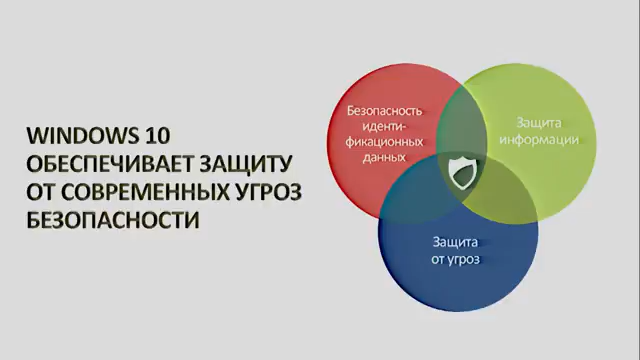 WINDOWS 10
ОБЕСПЕЧИВАЕТ ЗАЩИТУ
ОТ СОВРЕМЕННЫХ УГРОЗ
БЕЗОПАСНОСТИ
Безопасность
иденти-
фикационных
данных
Защита
информации
Защита
от угроз